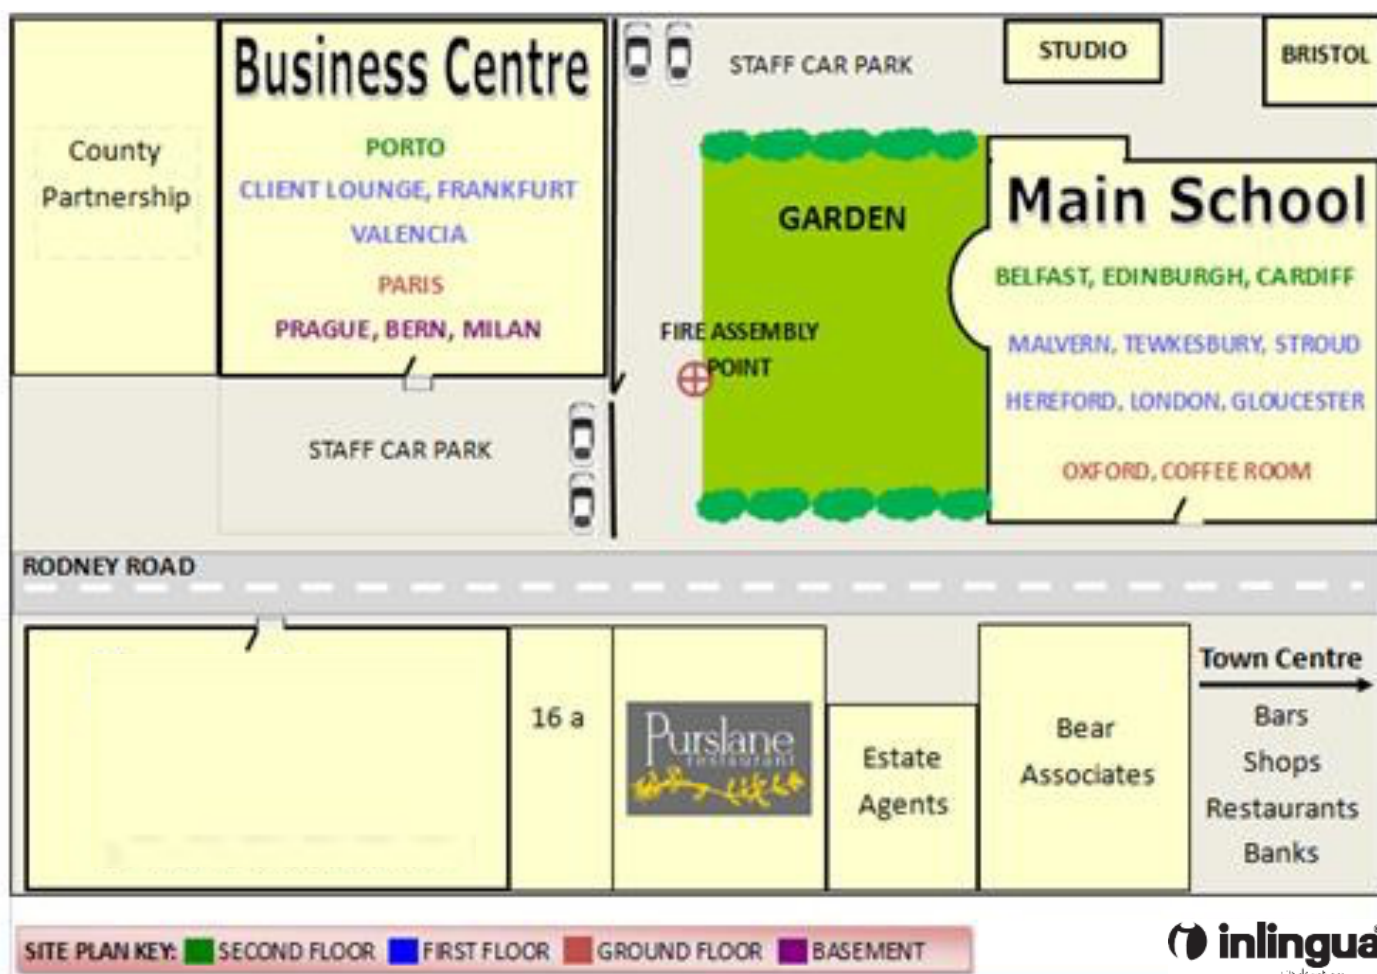 Business Centre
STAFF CAR PARK
STUDIO
BRISTOL
County
Partnership
PORTO
CLIENT LOUNGE, FRANKFURT
VALENCIA
PARIS
PRAGUE, BERN, MILAN
GARDEN
Main School
BELFAST, EDINBURGH, CARDIFF
MALVERN, TEWKESBURY, STROUD
HEREFORD, LONDON, GLOUCESTER
OXFORD, COFFEE ROOM
FIRE ASSEMBLY
POINT
STAFF CAR PARK
RODNEY ROAD
16 a
Purslane
restaurant
Estate
Agents
Bear
Associates
Town Centre
Bars
Shops
Restaurants
Banks
SITE PLAN KEY: SECOND FLOOR FIRST FLOOR GROUND FLOOR BASEMENT
inlingua